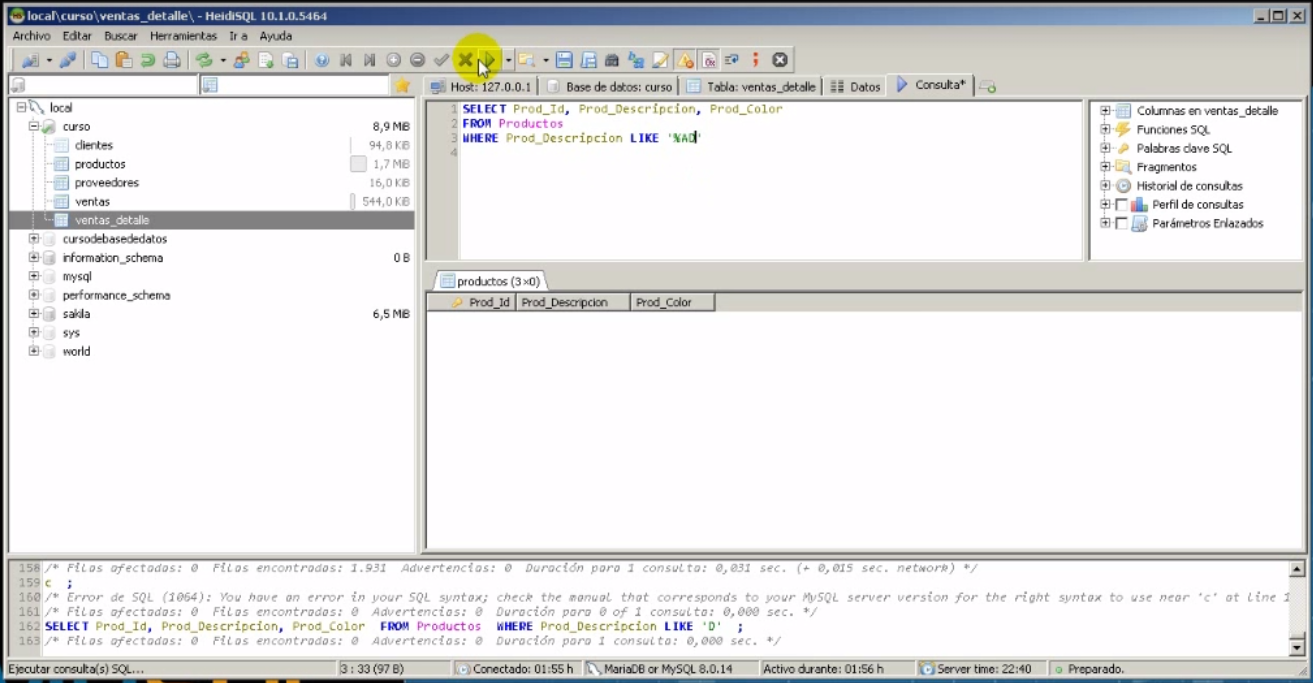 local\curso\ventas_detalle\ - HeidiSQL 10.1.0.5464
Archivo Editar Buscar Herramientas Ir a Ayuda
Host: 127.0.0.1 Base de datos: curso Tabla: ventas_detalle Datos Consulta*
local
curso 8,9 MiB
clientes 94,8 KiB
productos 1,7 MiB
proveedores 16,0 KiB
ventas 544,0 KiB
ventas_detalle
cursodebasededatos
information_schema 0 B
mysql
performance_schema
sakila 6,5 MiB
sys
world
1 SELECT Prod_Id, Prod_Descripcion, Prod_Color
2 FROM Productos
3 WHERE Prod_Descripcion LIKE '%AD'
4
Columnas en ventas_detalle
Funciones SQL
Palabras clave SQL
Fragmentos
Historial de consultas
Perfil de consultas
Parámetros Enlazados
productos (3×0)
Prod_Id Prod_Descripcion Prod_Color
158 /* Filas afectadas: 0 Filas encontradas: 1.931 Advertencias: 0 Duración para 1 consulta: 0,031 sec. (+ 0,015 sec. network) */
159 c ;
160 /* Error de SQL (1064): You have an error in your SQL syntax; check the manual that corresponds to your MySQL server version for the right syntax to use near 'c' at line 1
161 /* Filas afectadas: 0 Filas encontradas: 0 Advertencias: 0 Duración para 0 of 1 consulta: 0,000 sec. */
162 SELECT Prod_Id, Prod_Descripcion, Prod_Color FROM Productos WHERE Prod_Descripcion LIKE 'D' ;
163 /* Filas afectadas: 0 Filas encontradas: 0 Advertencias: 0 Duración para 1 consulta: 0,000 sec. */
Ejecutar consulta(s) SQL... 3 : 33 (97 B) Conectado: 01:55 h MariaDB or MySQL 8.0.14 Activo durante: 01:56 h Server time: 22:40 Preparado.